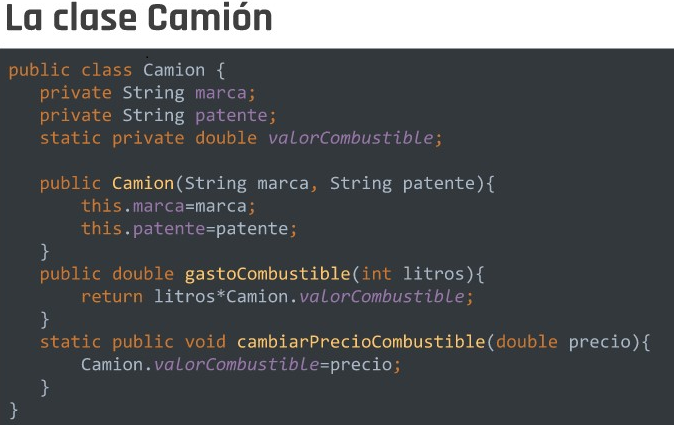 La clase Camión
public class Camion {
private String marca;
private String patente;
static private double valorCombustible;
public Camion(String marca, String patente){
this.marca=marca;
this.patente=patente;
}
public double gastoCombustible(int litros){
return litros*Camion.valorCombustible;
}
static public void cambiarPrecioCombustible(double precio){
Camion.valorCombustible=precio;
}
}